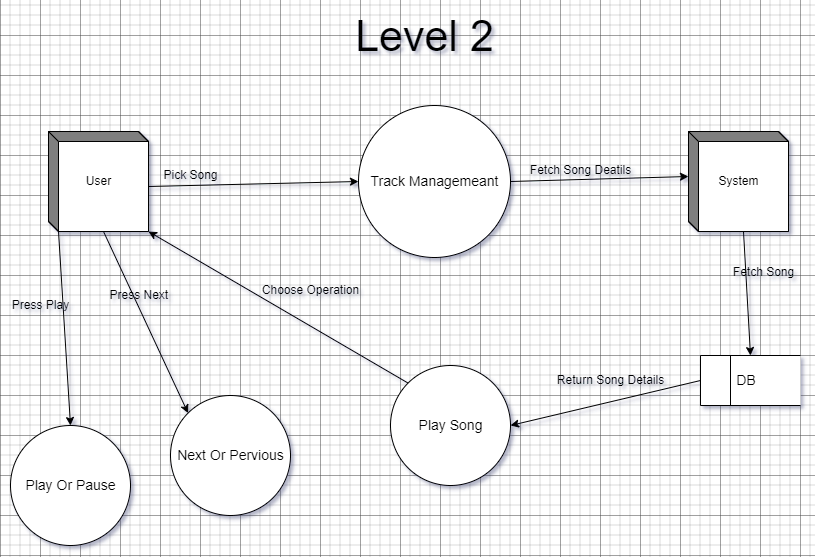 Level 2
User
Pick Song
Track Managemeant
Fetch Song Deatils
System
Fetch Song
Choose Operation
Press Next
Press Play
Return Song Details
DB
Play Song
Next Or Pervious
Play Or Pause